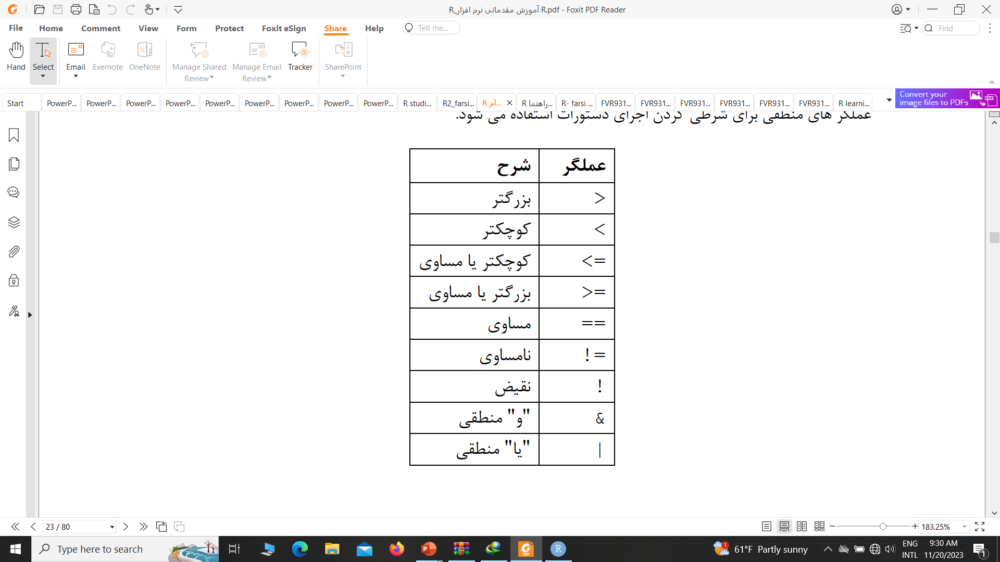 R_آموزش مقدماتی نرم افزار R.pdf - Foxit PDF Reader
File Home Comment View Form Protect Foxit eSign Share Help Tell me... Find
Hand Select Email Evernote OneNote Manage Shared Review Manage Email Review Tracker SharePoint
Start PowerP... PowerP... PowerP... PowerP... PowerP... PowerP... PowerP... PowerP... PowerP... R studi... R2_farsi... R_آم... R راهنما... R- farsi ... FVR931... FVR931... FVR931... FVR931... FVR931... FVR931... R learni...
Convert your
image files to PDFs
عملگر های منطقی برای شرطی کردن اجرای دستورات استفاده می شود.
عملگر شرح
> بزرگتر
< کوچکتر
<= کوچکتر یا مساوی
>= بزرگتر یا مساوی
== مساوی
!= نامساوی
! نقیض
& "و" منطقی
| "یا" منطقی
23 / 80 183.25%
Type here to search 61°F Partly sunny ENG INTL 9:30 AM 11/20/2023